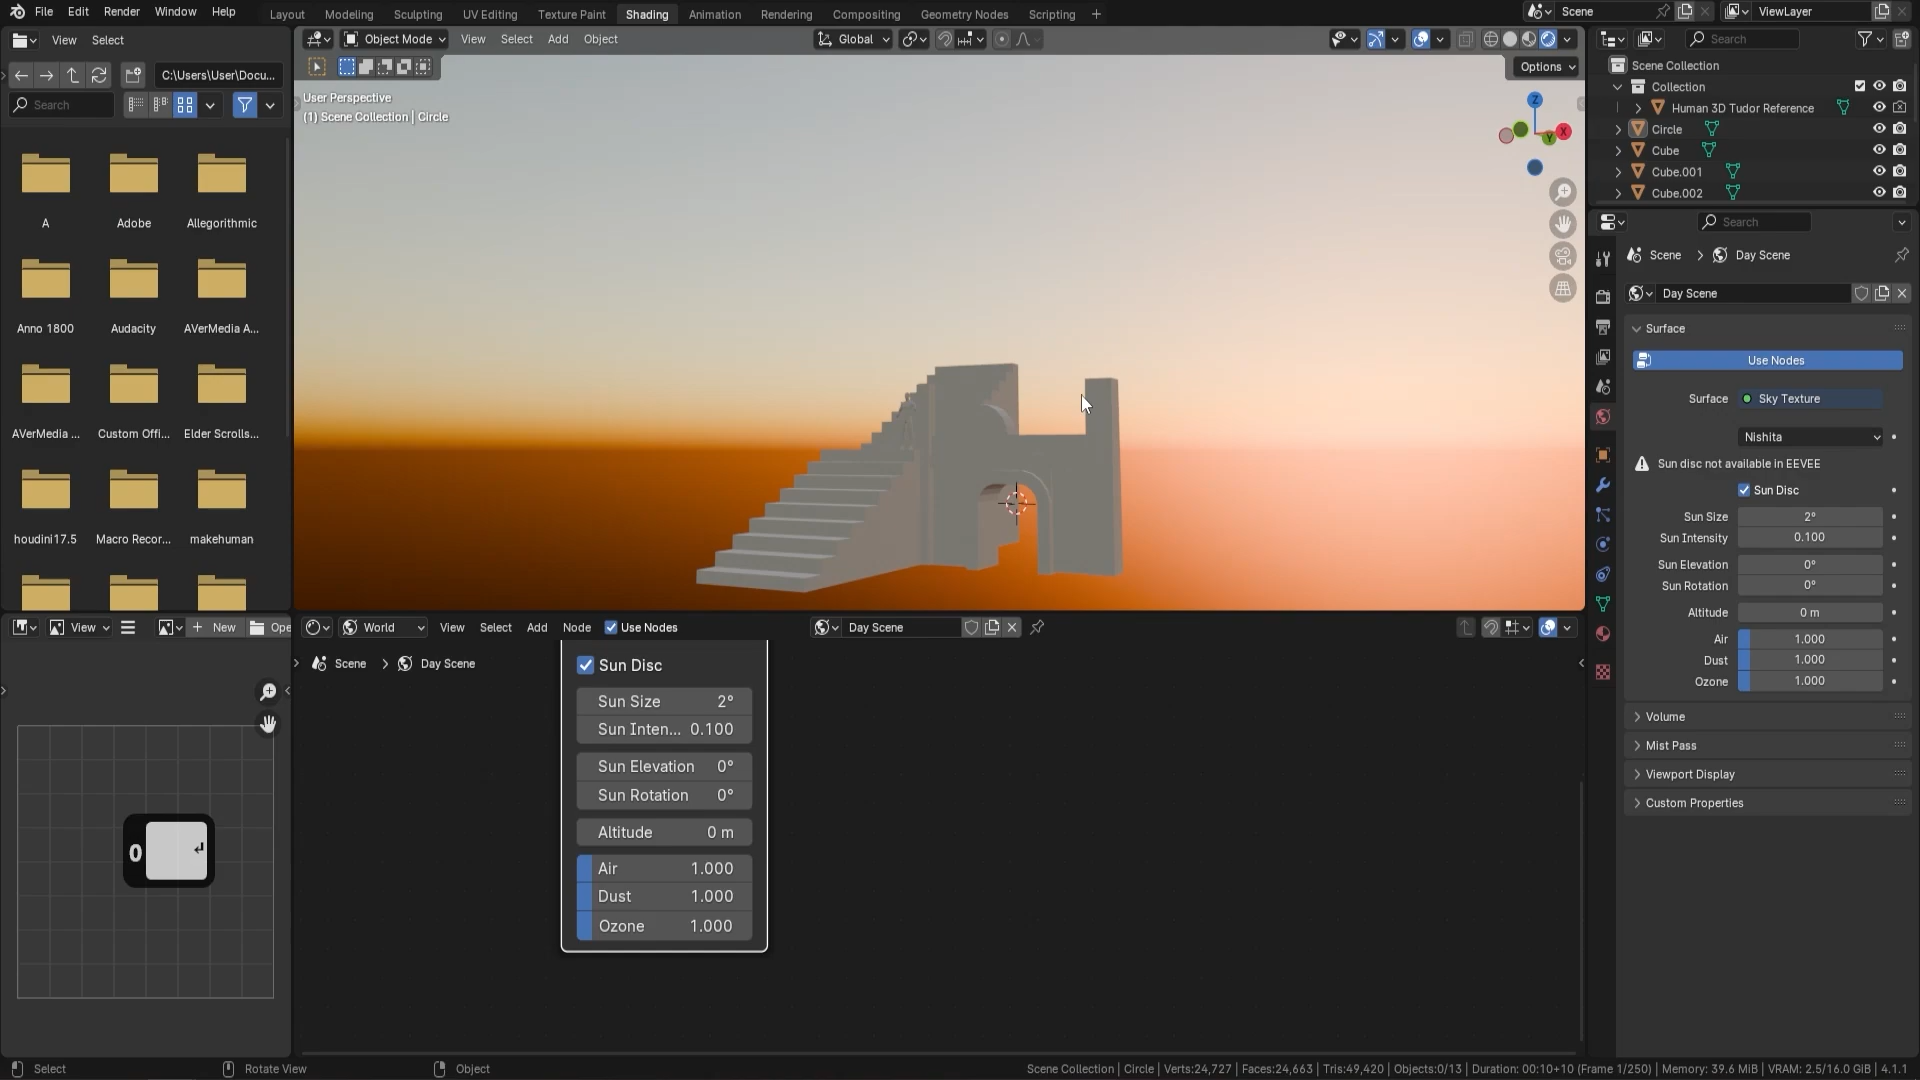 File Edit Render Window Help
Layout Modeling Sculpting UV Editing Texture Paint Shading Animation Rendering Compositing Geometry Nodes Scripting +
Scene
ViewLayer
View Select
C:\Users\User\Docu...
Search
A
Adobe
Allegorithmic
Anno 1800
Audacity
AVerMedia A...
AVerMedia ...
Custom Offi...
Elder Scrolls...
houdini17.5
Macro Recor...
makehuman
Object Mode View Select Add Object
Global
Options
User Perspective
(1) Scene Collection | Circle
Z
X
Y
Search
Scene Collection
Collection
Human 3D Tudor Reference
Circle
Cube
Cube.001
Cube.002
Search
Scene > Day Scene
Day Scene
Surface
Use Nodes
Surface Sky Texture
Nishita
Sun disc not available in EEVEE
Sun Disc
Sun Size 2°
Sun Intensity 0.100
Sun Elevation 0°
Sun Rotation 0°
Altitude 0 m
Air 1.000
Dust 1.000
Ozone 1.000
Volume
Mist Pass
Viewport Display
Custom Properties
View
New
Ope
0
World View Select Add Node Use Nodes
Day Scene
Scene > Day Scene
Sun Disc
Sun Size 2°
Sun Inten... 0.100
Sun Elevation 0°
Sun Rotation 0°
Altitude 0 m
Air 1.000
Dust 1.000
Ozone 1.000
Select
Rotate View
Object
Scene Collection | Circle | Verts:24,727 | Faces:24,663 | Tris:49,420 | Objects:0/13 | Duration: 00:10+10 (Frame 1/250) | Memory: 39.6 MiB | VRAM: 2.5/16.0 GiB | 4.1.1